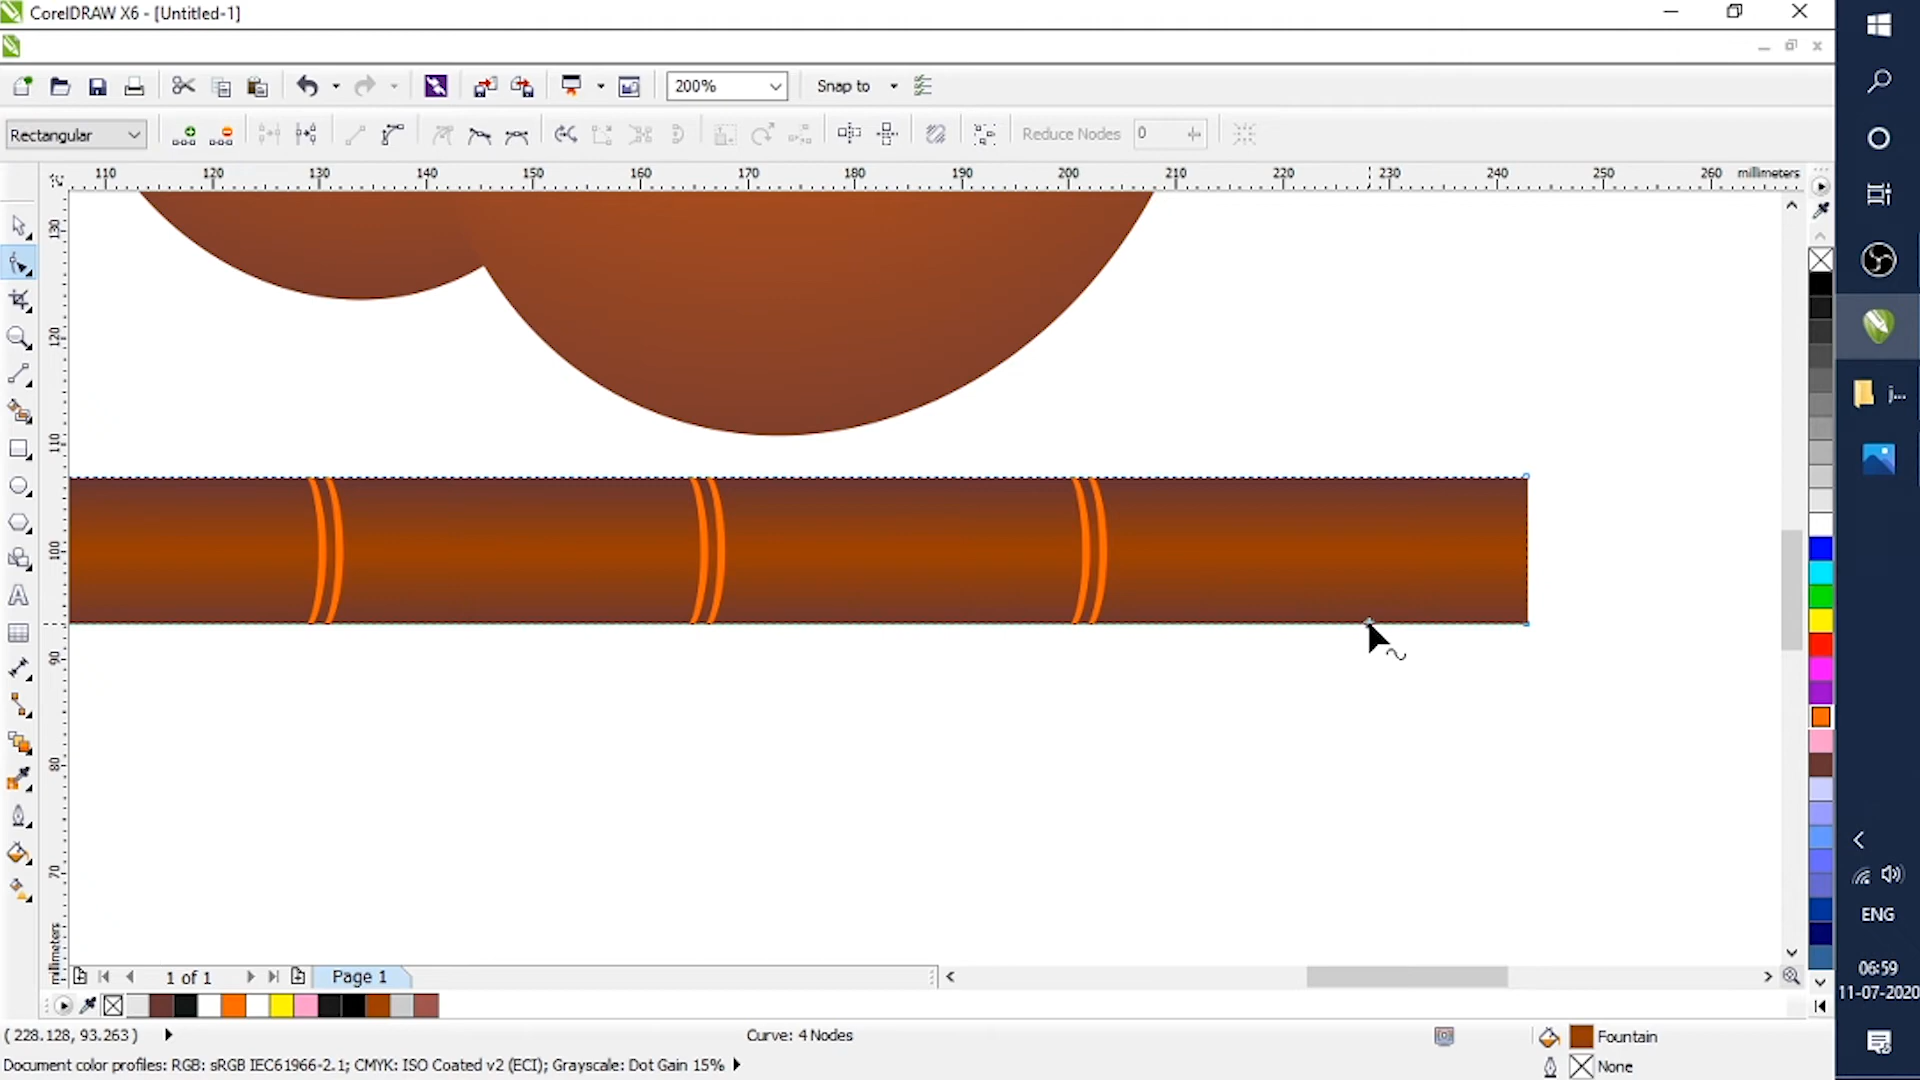 CorelDRAW X6 - [Untitled-1]
200%
Snap to
Rectangular
Reduce Nodes
0
110
120
130
140
150
160
170
180
190
200
210
220
230
240
250
260
millimeters
130
120
110
100
90
80
70
millimeters
j...
1 of 1
Page 1
ENG
06:59
11-07-2020
( 228.128, 93.263 )
Curve: 4 Nodes
Fountain
Document color profiles: RGB: sRGB IEC61966-2.1; CMYK: ISO Coated v2 (ECI); Grayscale: Dot Gain 15%
None